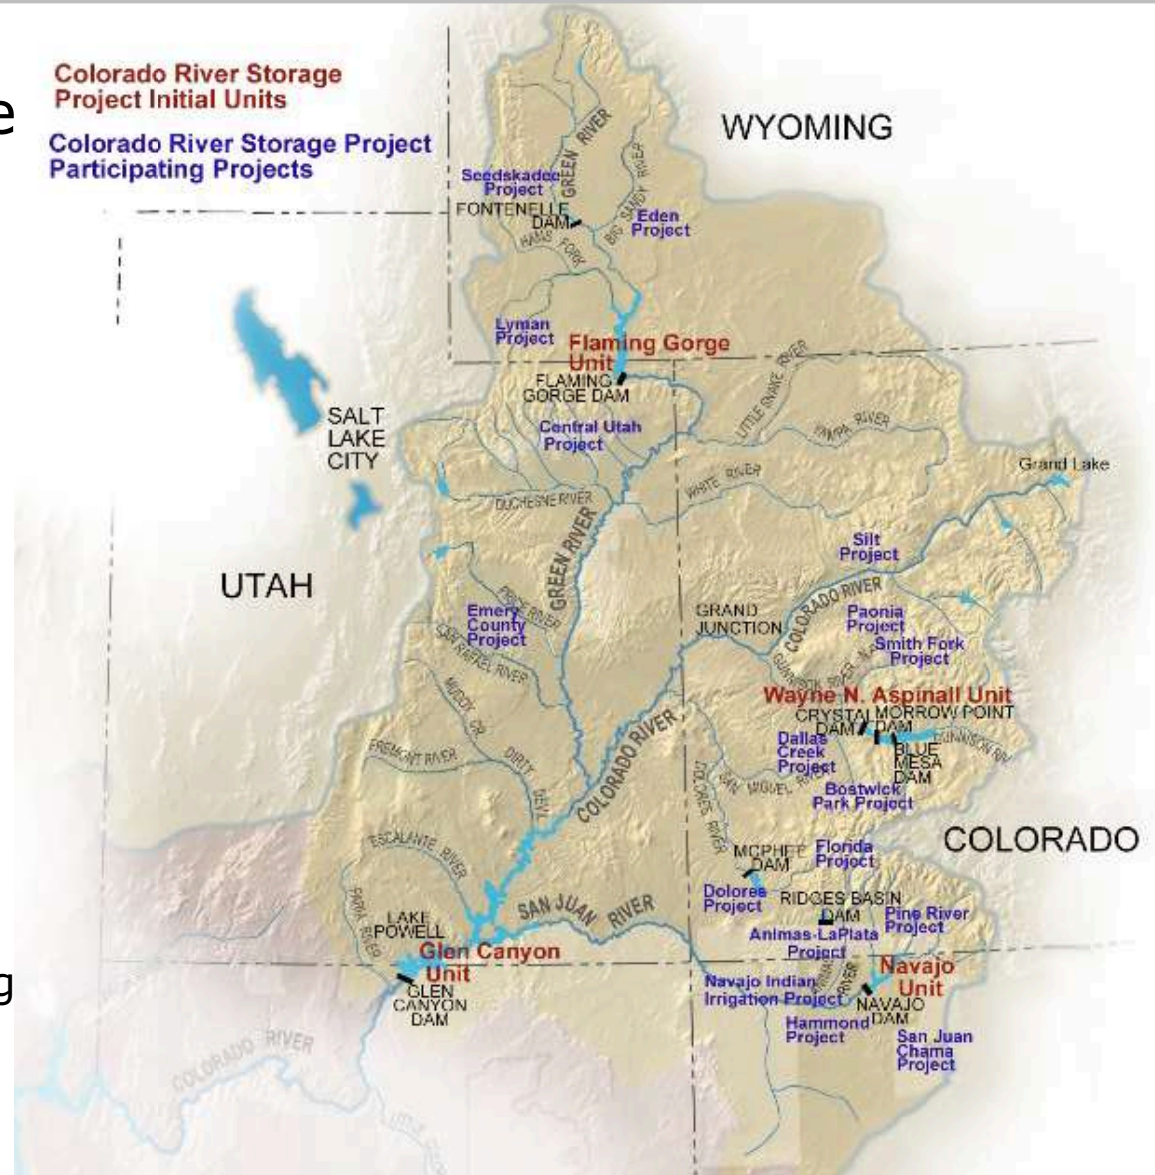 Colorado River Storage
Project Initial Units
e
Colorado River Storage Project
Participating Projects
WYOMING
GREEN RIVER
BIG SANDY RIVER
Seedskadee
Project
FONTENELLE
DAM
Eden
Project
HAMS FORK
Lyman
Project
Flaming Gorge
Unit
FLAMING
GORGE DAM
LITTLE SNAKE RIVER
YAMPA RIVER
SALT
LAKE
CITY
Central Utah
Project
Grand Lake
WHITE RIVER
DUCHESNE RIVER
GREEN RIVER
Silt
Project
UTAH
PRICE RIVER
Emery
County
Project
SAN RAFAEL RIVER
GRAND
JUNCTION
COLORADO RIVER
Paonia
Project
Smith Fork
Project
GUNNISON RIVER
Wayne N. Aspinall Unit
CRYSTAL
DAM
MORROW POINT
DAM
GUNNISON RIV
BLUE
MESA
DAM
Dallas
Creek
Project
MUDDY CR
FREMONT RIVER
DIRTY
DEVIL
COLORADO RIVER
DOLORES RIVER
SAN MIGUEL
Bostwick
Park Project
COLORADO
ESCALANTE RIVER
MCPHEE
DAM
Florida
Project
Dolores
Project
RIDGES BASIN
DAM
Pine River
Project
PARIA RIVER
LAKE
POWELL
SAN JUAN RIVER
Animas-LaPlata
Project
Glen Canyon
Unit
GLEN
CANYON
DAM
g
Navajo Indian
Irrigation Project
RIVER
Navajo
Unit
NAVAJO
DAM
Hammond
Project
San Juan
Chama
Project
COLORADO RIVER
LITTLE